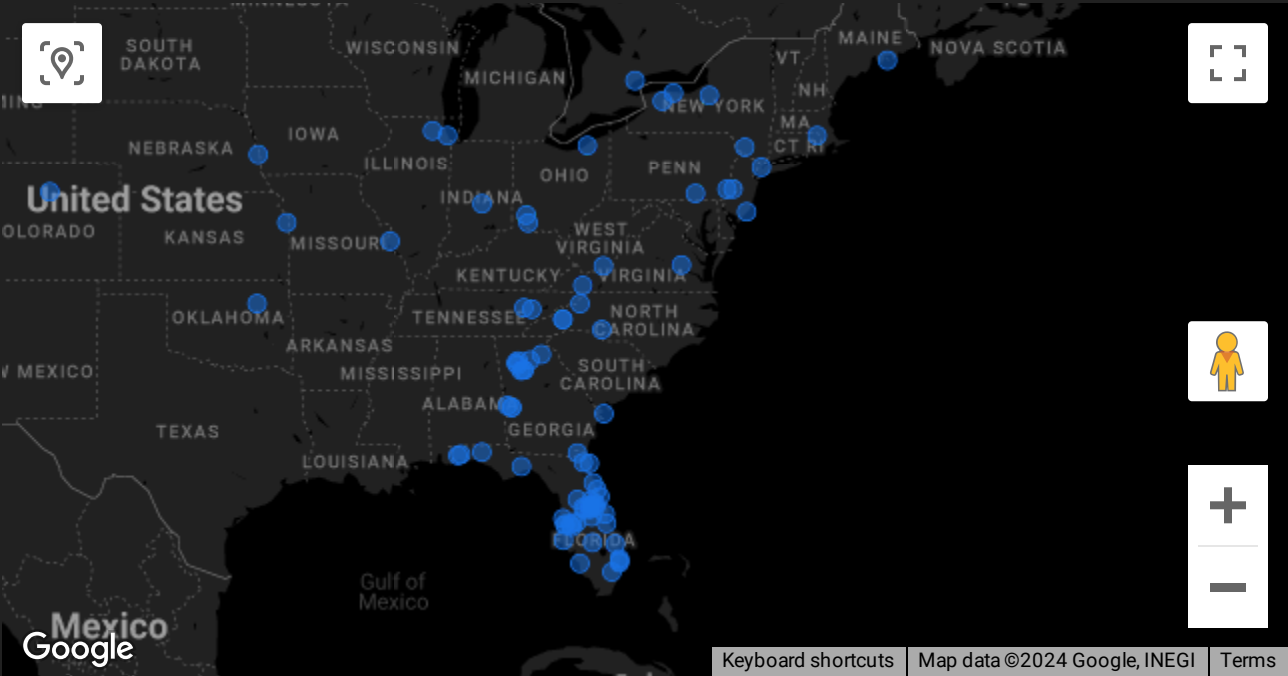 MAINE
NOVA SCOTIA
SOUTH
DAKOTA
WISCONSIN
VT
MICHIGAN
NH
NEW YORK
MA
IOWA
NEBRASKA
CT RI
ILLINOIS
PENN
OHIO
United States
INDIANA
OLORADO
KANSAS
MISSOURI
WEST
VIRGINIA
KENTUCKY
VIRGINIA
OKLAHOMA
TENNESSEE
NORTH
CAROLINA
ARKANSAS
W MEXICO
MISSISSIPPI
SOUTH
CAROLINA
ALABAMA
TEXAS
GEORGIA
LOUISIANA
FLORIDA
Gulf of
Mexico
Mexico
Google
Keyboard shortcuts
Map data ©2024 Google, INEGI
Terms